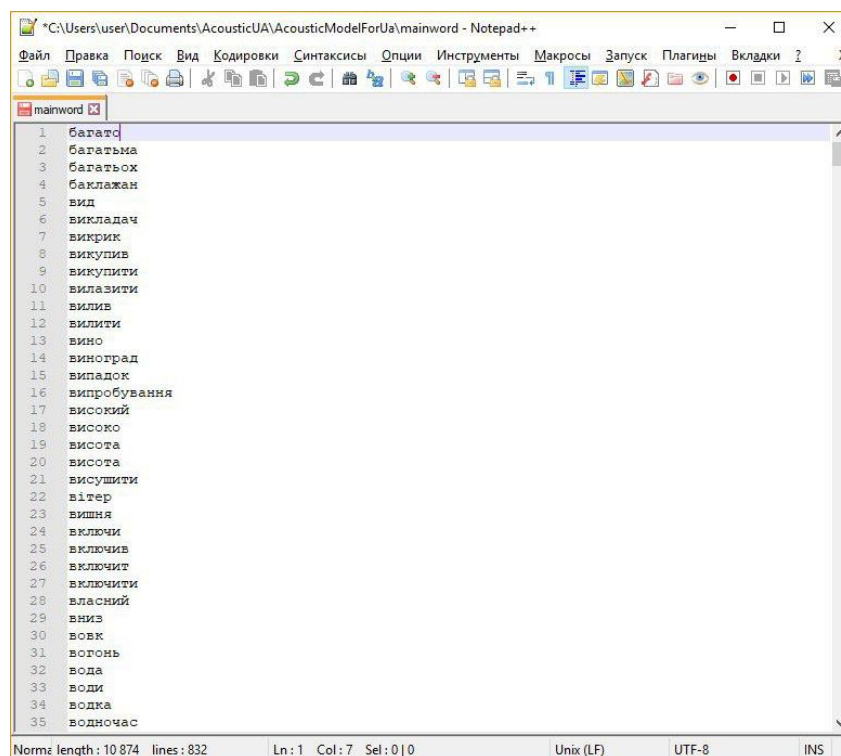 *C:\Users\user\Documents\AcousticUA\AcousticModelForUa\mainword - Notepad++
Файл Правка Поиск Вид Кодировки Синтаксисы Опции Инструменты Макросы Запуск Плагины Вкладки ?
mainword
1 багато
2 багатьма
3 багатьох
4 баклажан
5 вид
6 викладач
7 викрик
8 викупив
9 викупити
10 вилазити
11 вилив
12 вилити
13 вино
14 виноград
15 випадок
16 випробування
17 високий
18 високо
19 висота
20 висота
21 висушити
22 вітер
23 вишня
24 включи
25 включив
26 включит
27 включити
28 власний
29 вниз
30 вовк
31 вогонь
32 вода
33 води
34 водка
35 водночас
Norma length : 10 874 lines : 832 Ln : 1 Col : 7 Sel : 0 | 0 Unix (LF) UTF-8 INS